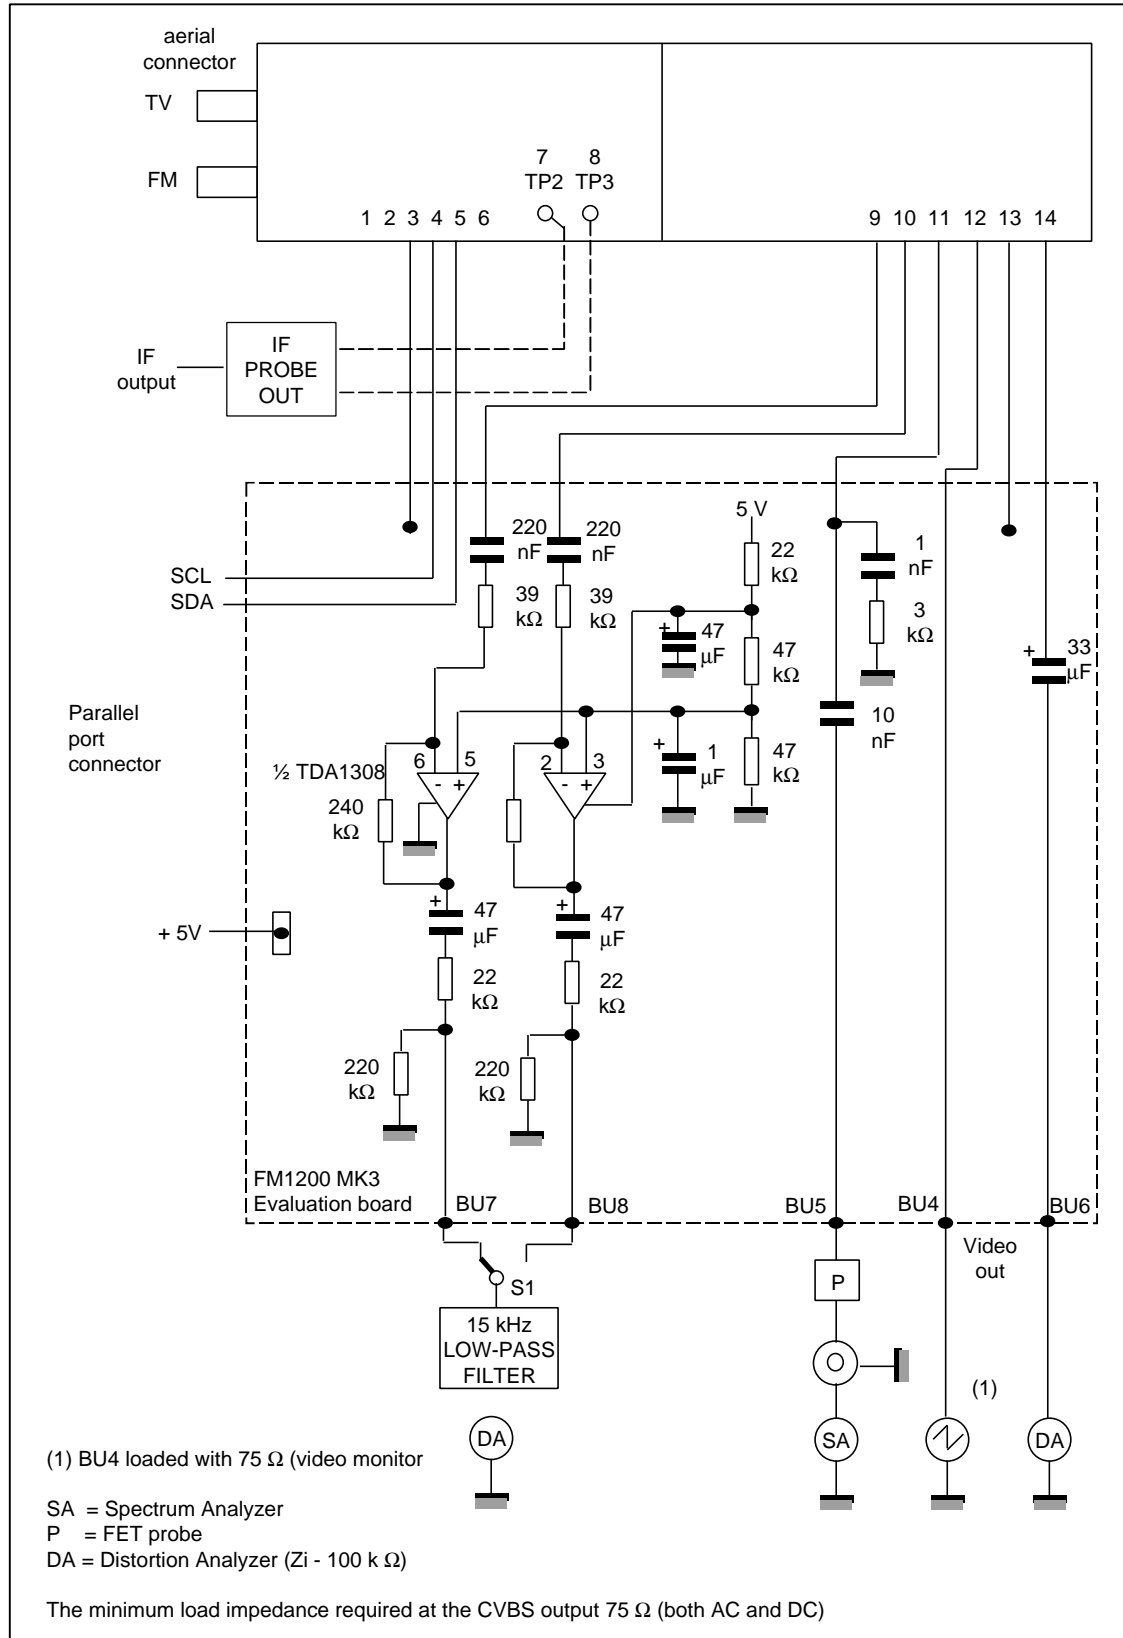 aerial
connector
TV
FM
7
TP2
8
TP3
1 2 3 4 5 6
9 10 11 12 13 14
IF
output
IF
PROBE
OUT
5 V
220
nF
220
nF
22
kΩ
1
nF
SCL
SDA
39
kΩ
39
kΩ
+
47
µF
47
kΩ
3
kΩ
+
33
µF
Parallel
port
connector
10
nF
½ TDA1308
6 5
- +
2 3
- +
+
1
µF
47
kΩ
240
kΩ
+
47
µF
+
47
µF
+ 5V
22
kΩ
22
kΩ
220
kΩ
220
kΩ
FM1200 MK3
Evaluation board
BU7
BU8
BU5
BU4
BU6
Video
out
S1
P
15 kHz
LOW-PASS
FILTER
(1)
DA
SA
DA
(1) BU4 loaded with 75 Ω (video monitor
SA = Spectrum Analyzer
P = FET probe
DA = Distortion Analyzer (Zi - 100 k Ω)
The minimum load impedance required at the CVBS output 75 Ω (both AC and DC)